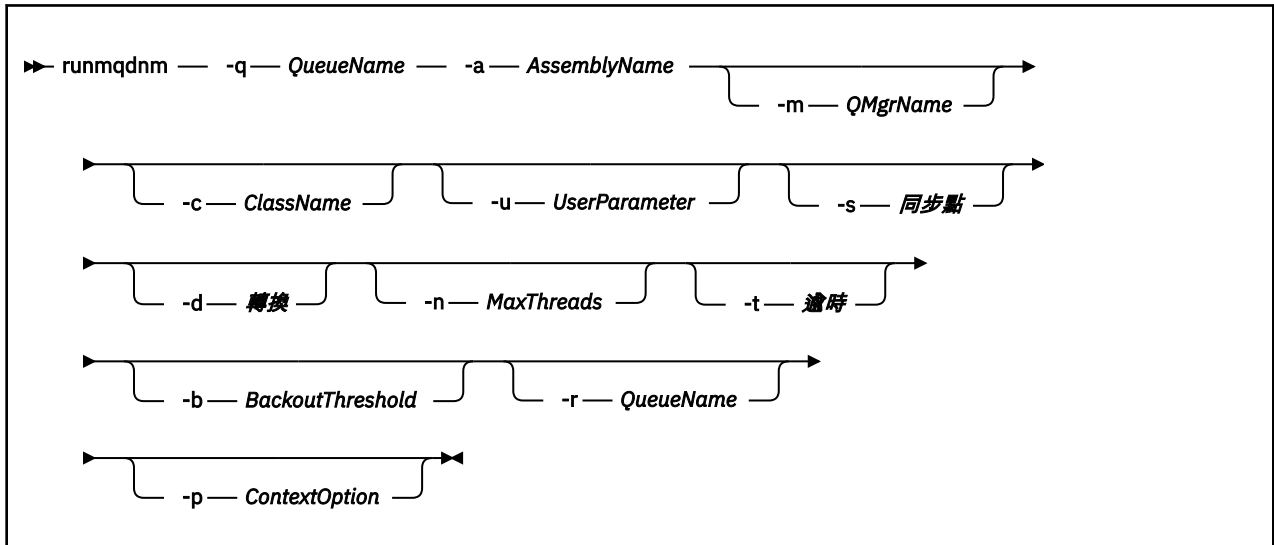 runmqdnm -q QueueName -a AssemblyName
-m QMgrName
-c ClassName -u UserParameter -s 同步點
-d 轉換 -n MaxThreads -t 逾時
-b BackoutThreshold -r QueueName
-p ContextOption